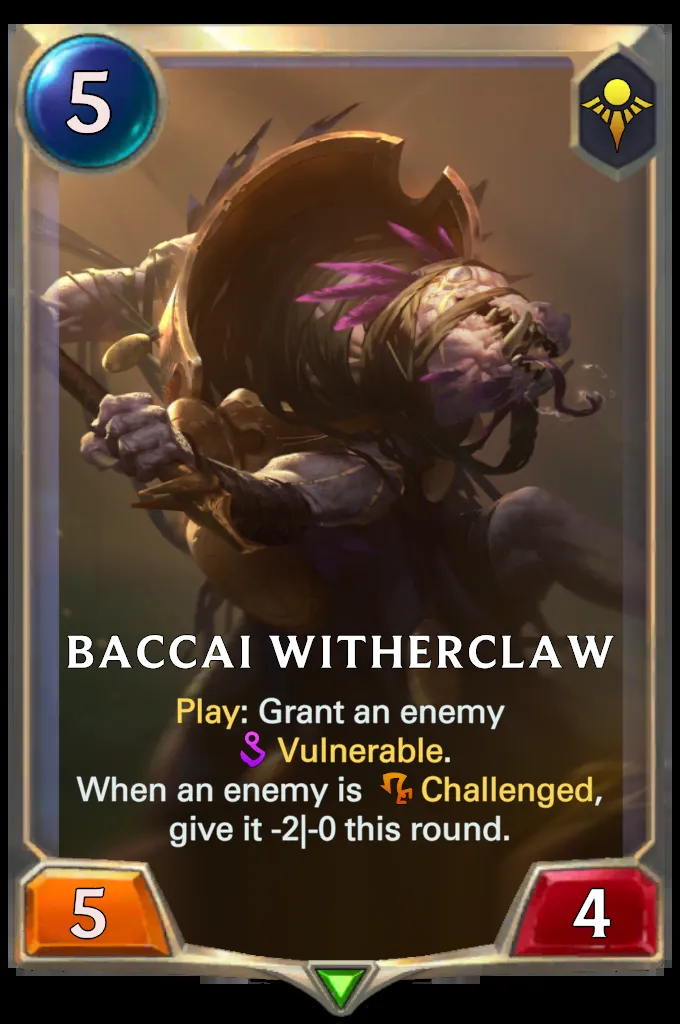 5
BACCAI WITHERCLAW
Play: Grant an enemy
Vulnerable.
When an enemy is Challenged,
give it -2|-0 this round.
5
4